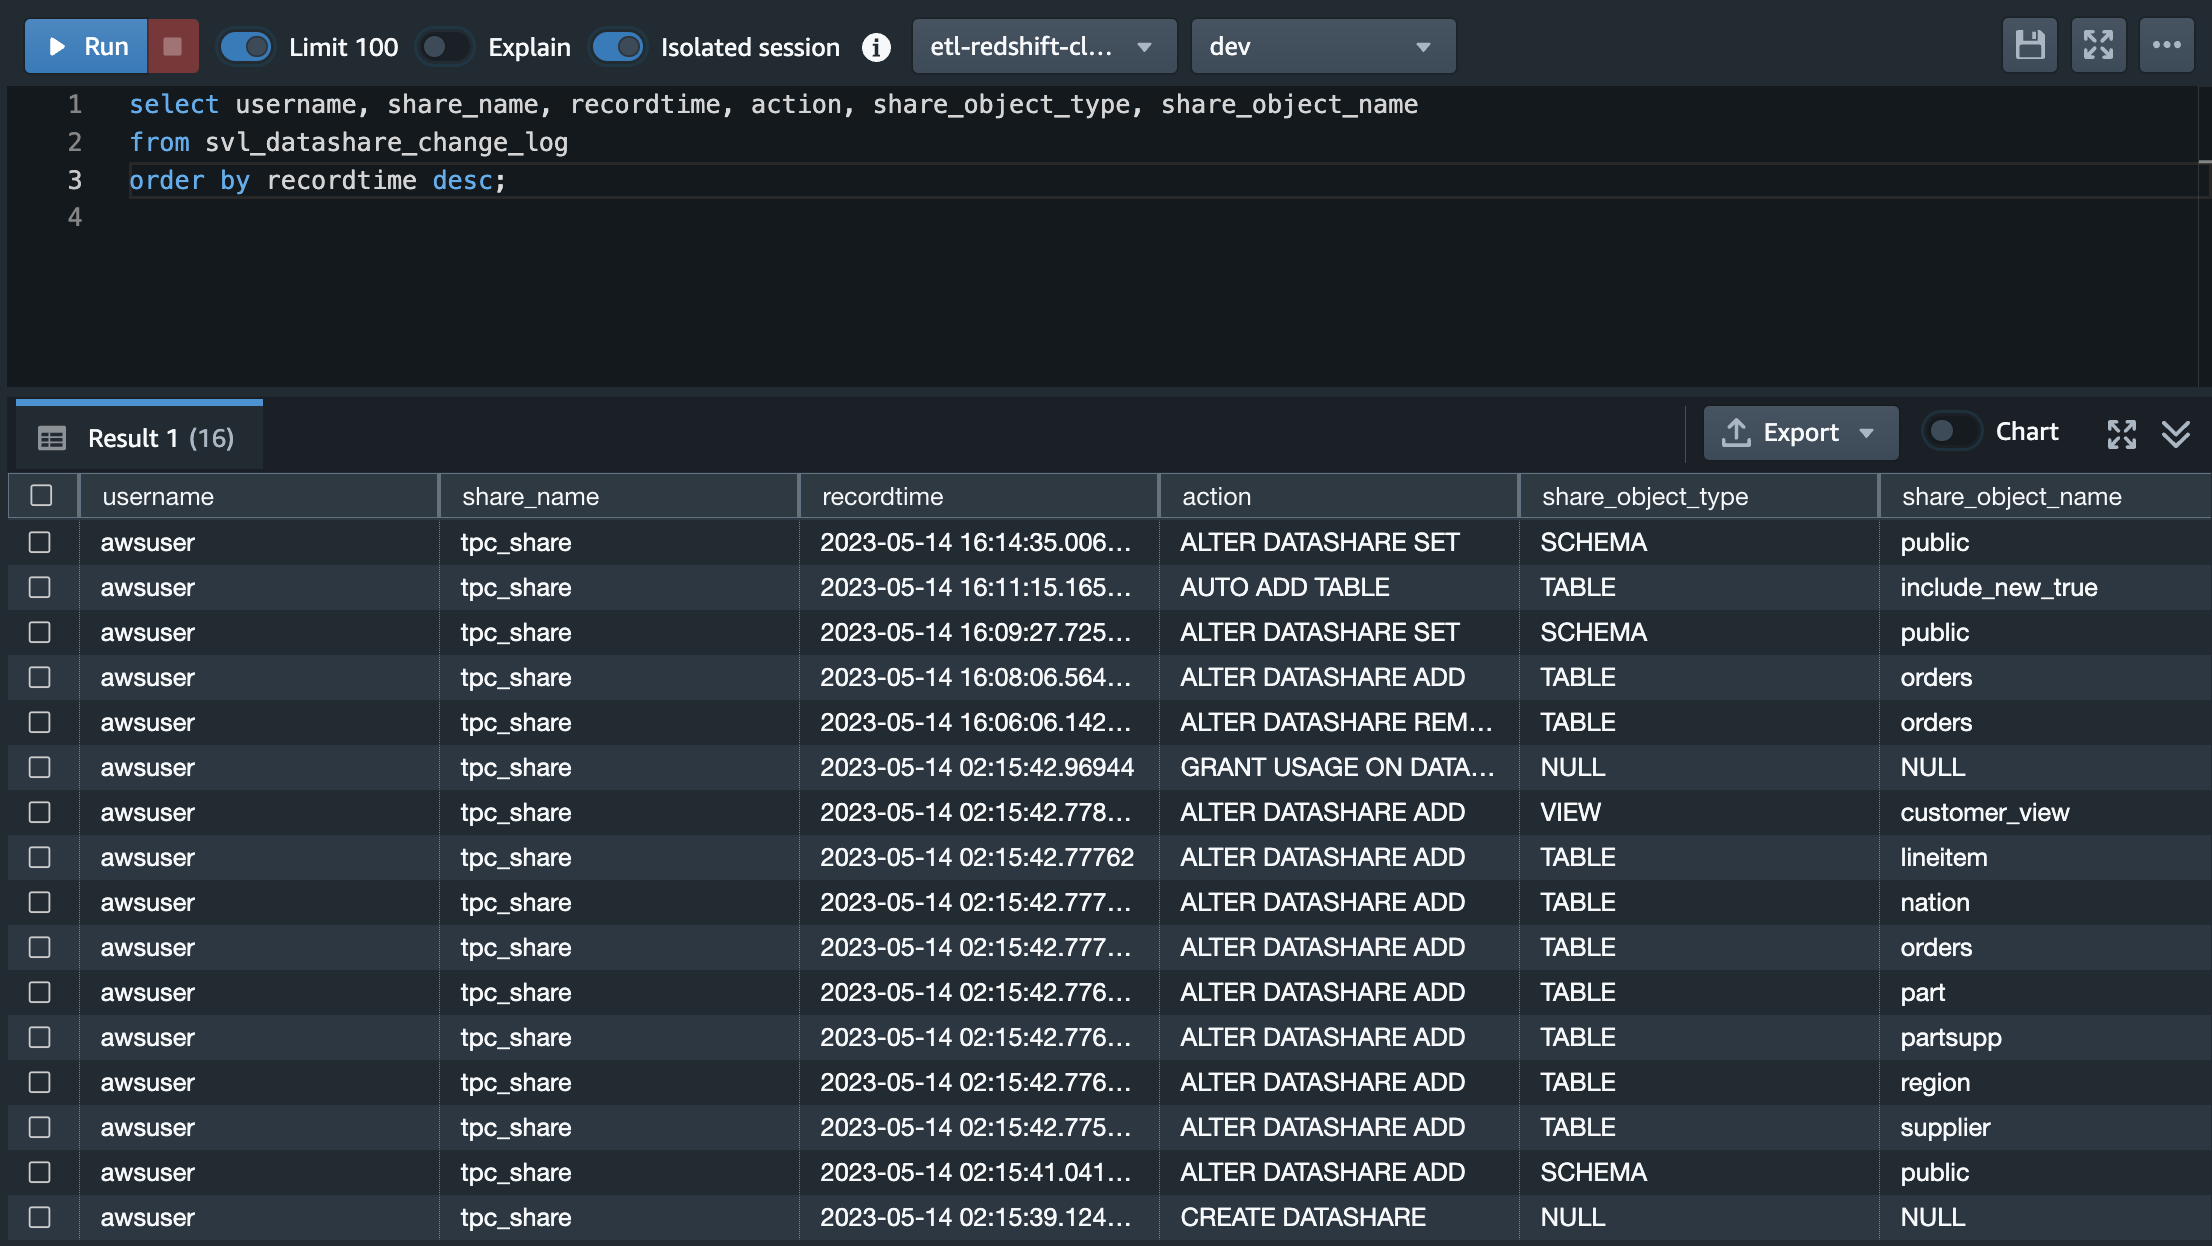 Run Limit 100 Explain Isolated session i etl-redshift-cl... dev
1 select username, share_name, recordtime, action, share_object_type, share_object_name
2 from svl_datashare_change_log
3 order by recordtime desc;
4
Result 1 (16) Export Chart
username share_name recordtime action share_object_type share_object_name
awsuser tpc_share 2023-05-14 16:14:35.006... ALTER DATASHARE SET SCHEMA public
awsuser tpc_share 2023-05-14 16:11:15.165... AUTO ADD TABLE TABLE include_new_true
awsuser tpc_share 2023-05-14 16:09:27.725... ALTER DATASHARE SET SCHEMA public
awsuser tpc_share 2023-05-14 16:08:06.564... ALTER DATASHARE ADD TABLE orders
awsuser tpc_share 2023-05-14 16:06:06.142... ALTER DATASHARE REM... TABLE orders
awsuser tpc_share 2023-05-14 02:15:42.96944 GRANT USAGE ON DATA... NULL NULL
awsuser tpc_share 2023-05-14 02:15:42.778... ALTER DATASHARE ADD VIEW customer_view
awsuser tpc_share 2023-05-14 02:15:42.77762 ALTER DATASHARE ADD TABLE lineitem
awsuser tpc_share 2023-05-14 02:15:42.777... ALTER DATASHARE ADD TABLE nation
awsuser tpc_share 2023-05-14 02:15:42.777... ALTER DATASHARE ADD TABLE orders
awsuser tpc_share 2023-05-14 02:15:42.776... ALTER DATASHARE ADD TABLE part
awsuser tpc_share 2023-05-14 02:15:42.776... ALTER DATASHARE ADD TABLE partsupp
awsuser tpc_share 2023-05-14 02:15:42.776... ALTER DATASHARE ADD TABLE region
awsuser tpc_share 2023-05-14 02:15:42.775... ALTER DATASHARE ADD TABLE supplier
awsuser tpc_share 2023-05-14 02:15:41.041... ALTER DATASHARE ADD SCHEMA public
awsuser tpc_share 2023-05-14 02:15:39.124... CREATE DATASHARE NULL NULL